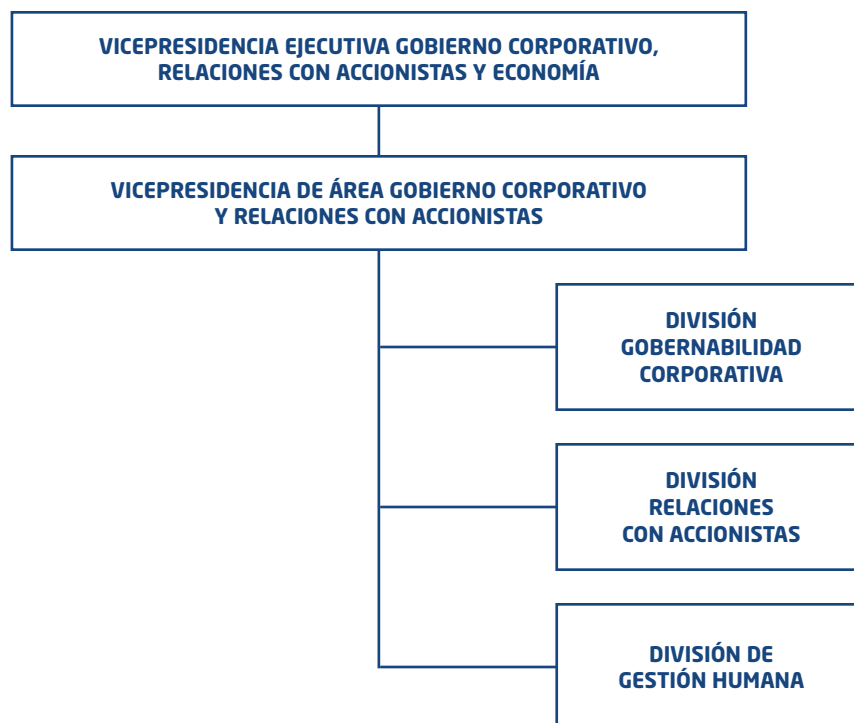 VICEPRESIDENCIA EJECUTIVA GOBIERNO CORPORATIVO,
RELACIONES CON ACCIONISTAS Y ECONOMÍA
VICEPRESIDENCIA DE ÁREA GOBIERNO CORPORATIVO
Y RELACIONES CON ACCIONISTAS
DIVISIÓN
GOBERNABILIDAD
CORPORATIVA
DIVISIÓN
RELACIONES
CON ACCIONISTAS
DIVISIÓN DE
GESTIÓN HUMANA